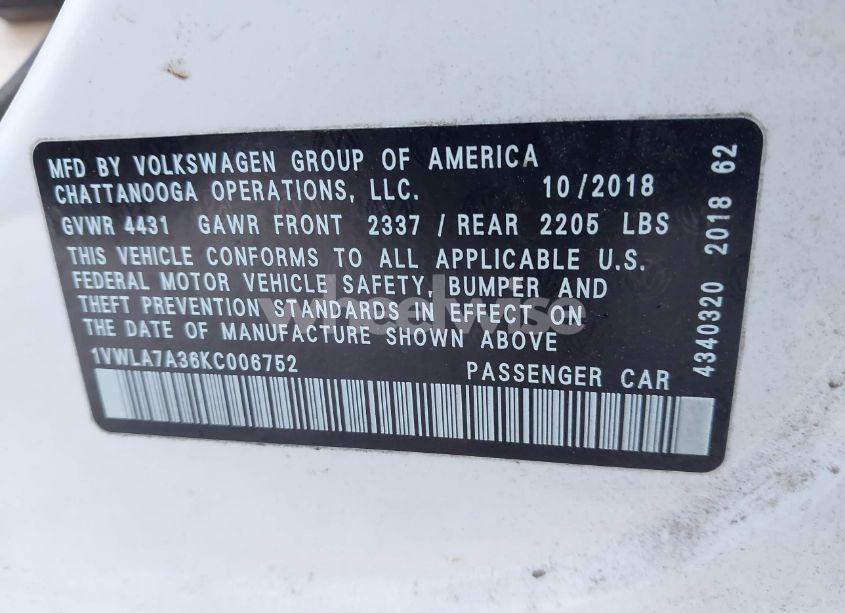 MFD BY VOLKSWAGEN GROUP OF AMERICA
CHATTANOOGA OPERATIONS, LLC. 10/2018
GVWR 4431 GAWR FRONT 2337 / REAR 2205 LBS
THIS VEHICLE CONFORMS TO ALL APPLICABLE U.S.
FEDERAL MOTOR VEHICLE SAFETY, BUMPER AND
THEFT PREVENTION STANDARDS IN EFFECT ON
THE DATE OF MANUFACTURE SHOWN ABOVE
1VWLA7A36KC006752 PASSENGER CAR
4340320 2018 62
wheelwise